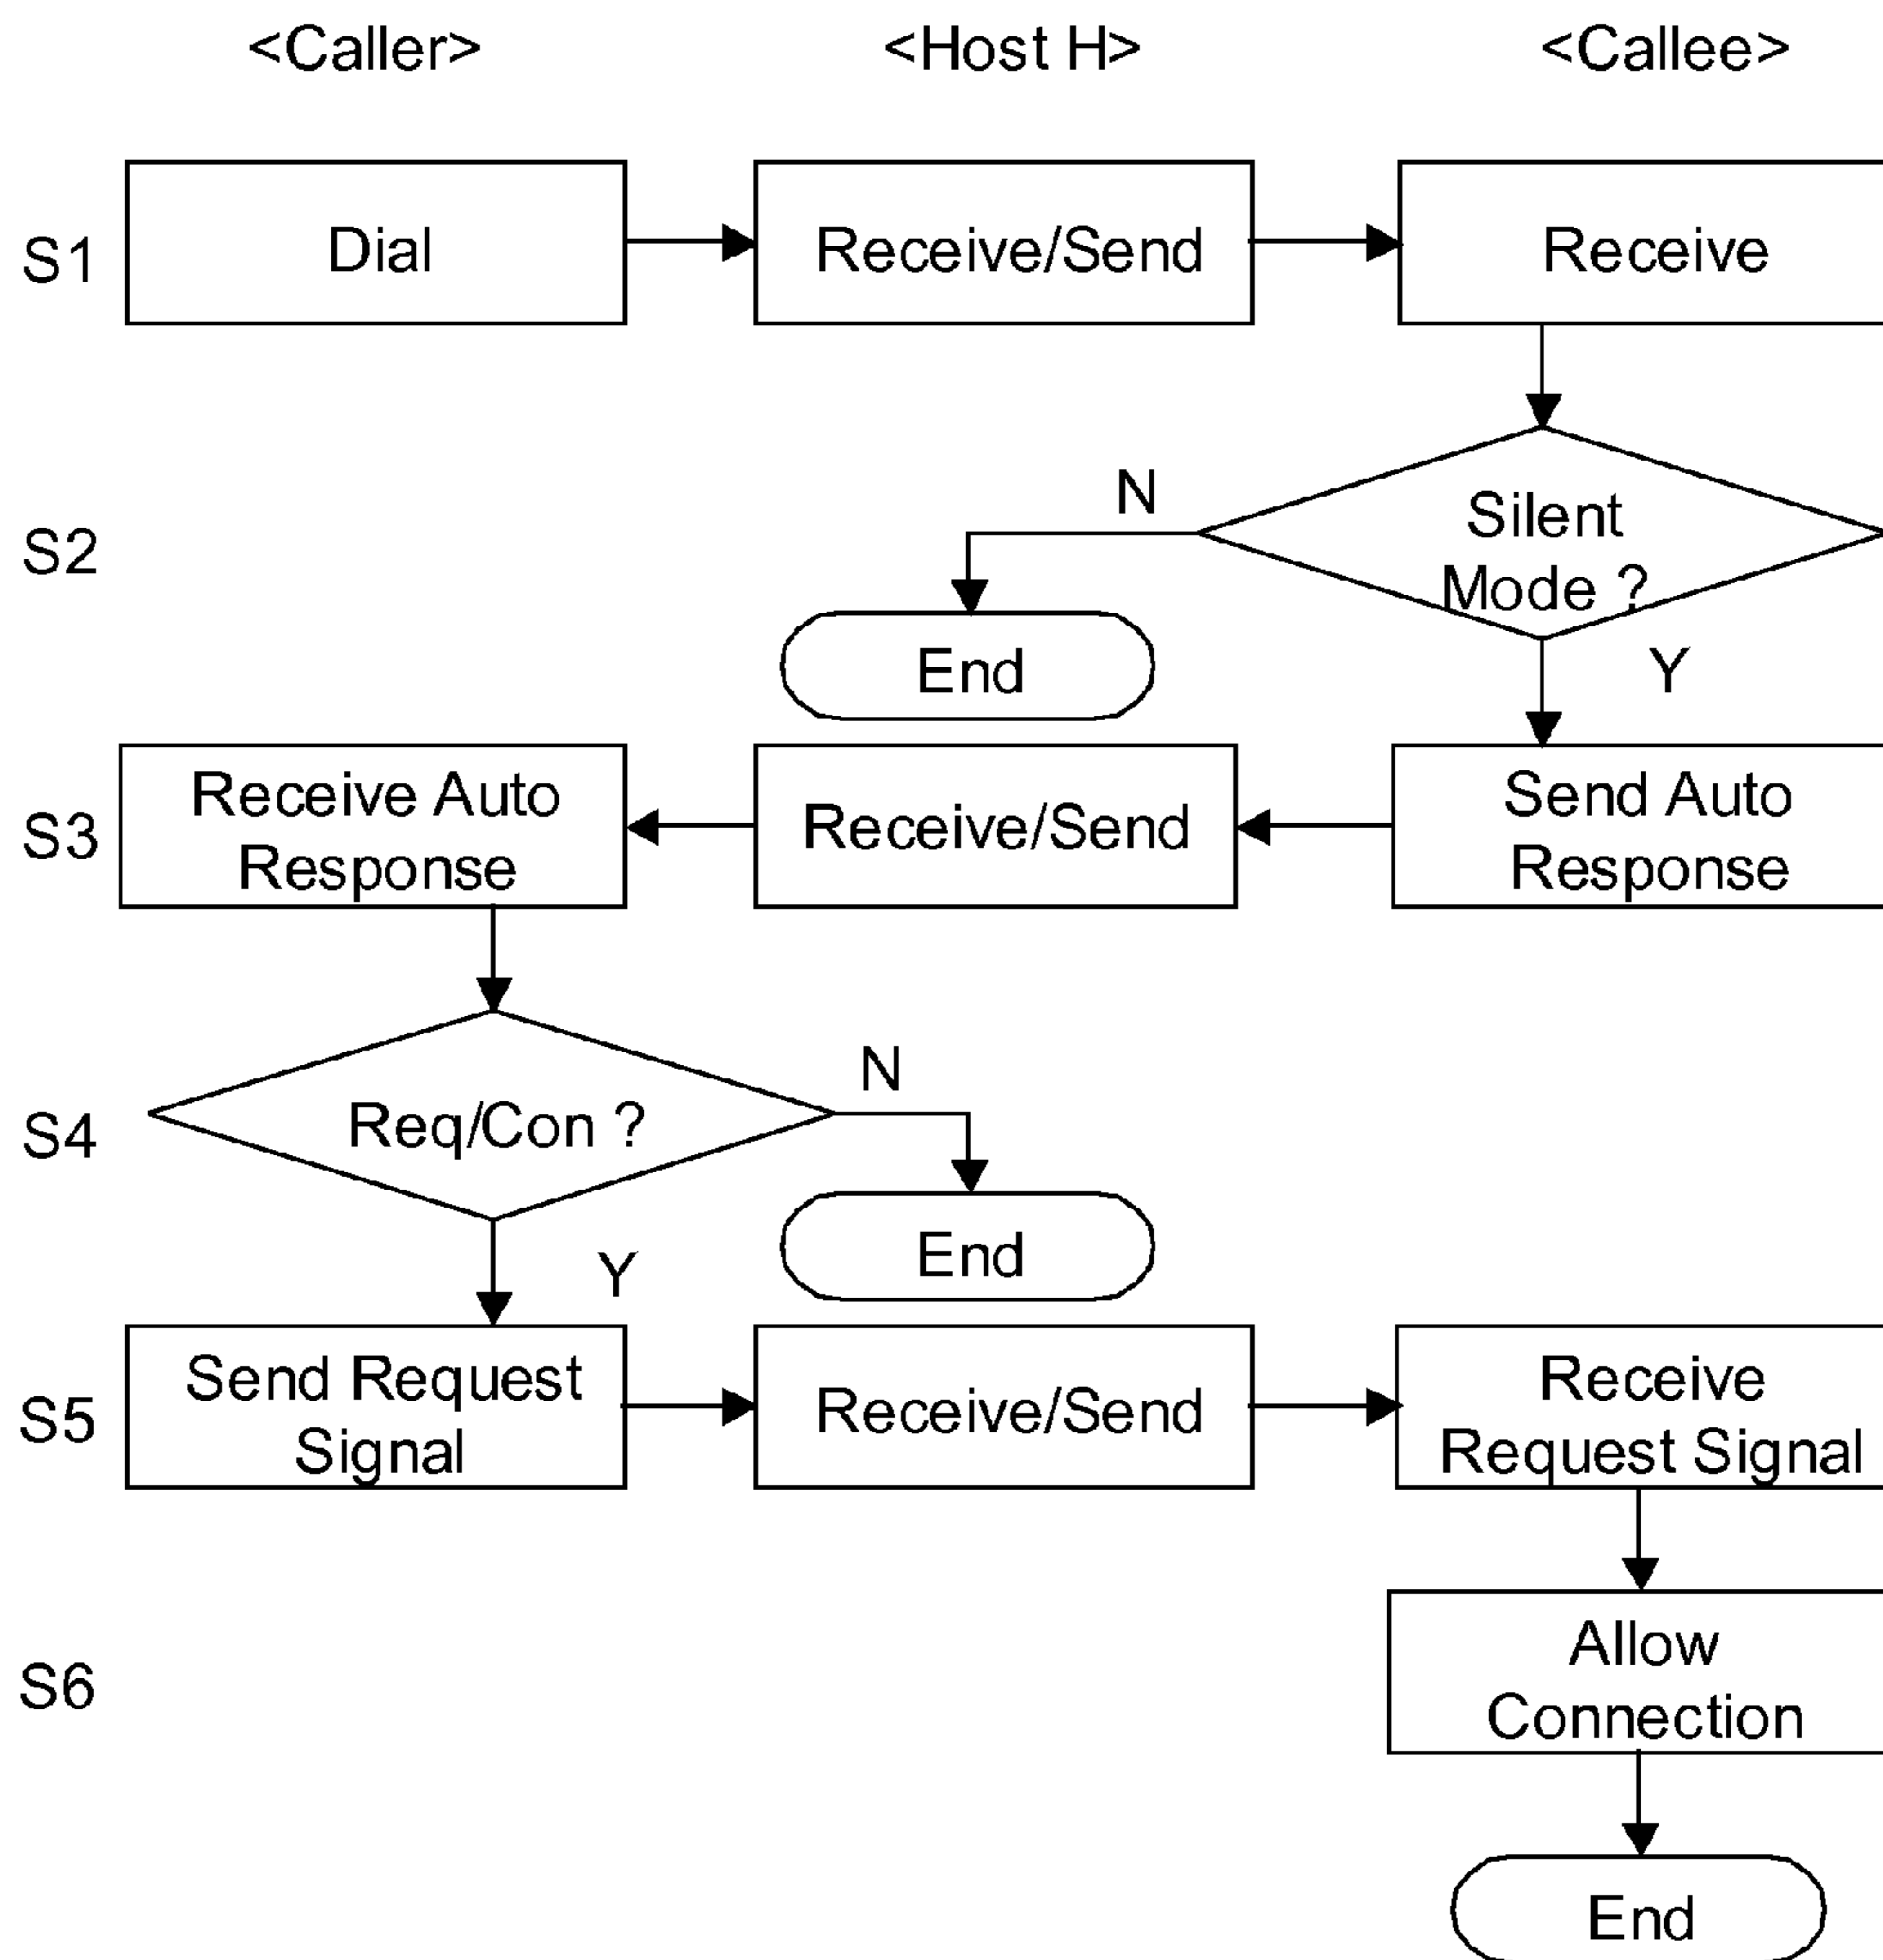 <Caller>
<Host H>
<Callee>
S1
Dial
Receive/Send
Receive
S2
N
Silent
Mode ?
End
Y
S3
Receive Auto
Response
Receive/Send
Send Auto
Response
S4
Req/Con ?
N
End
Y
S5
Send Request
Signal
Receive/Send
Receive
Request Signal
S6
Allow
Connection
End